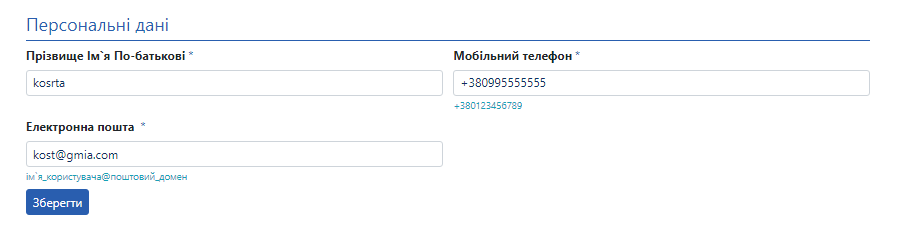 Персональні дані
Прізвище Ім`я По-батькові *
Мобільний телефон *
kosrta
+380995555555
+380123456789
Електронна пошта *
kost@gmia.com
ім`я_користувача@поштовий_домен
Зберегти